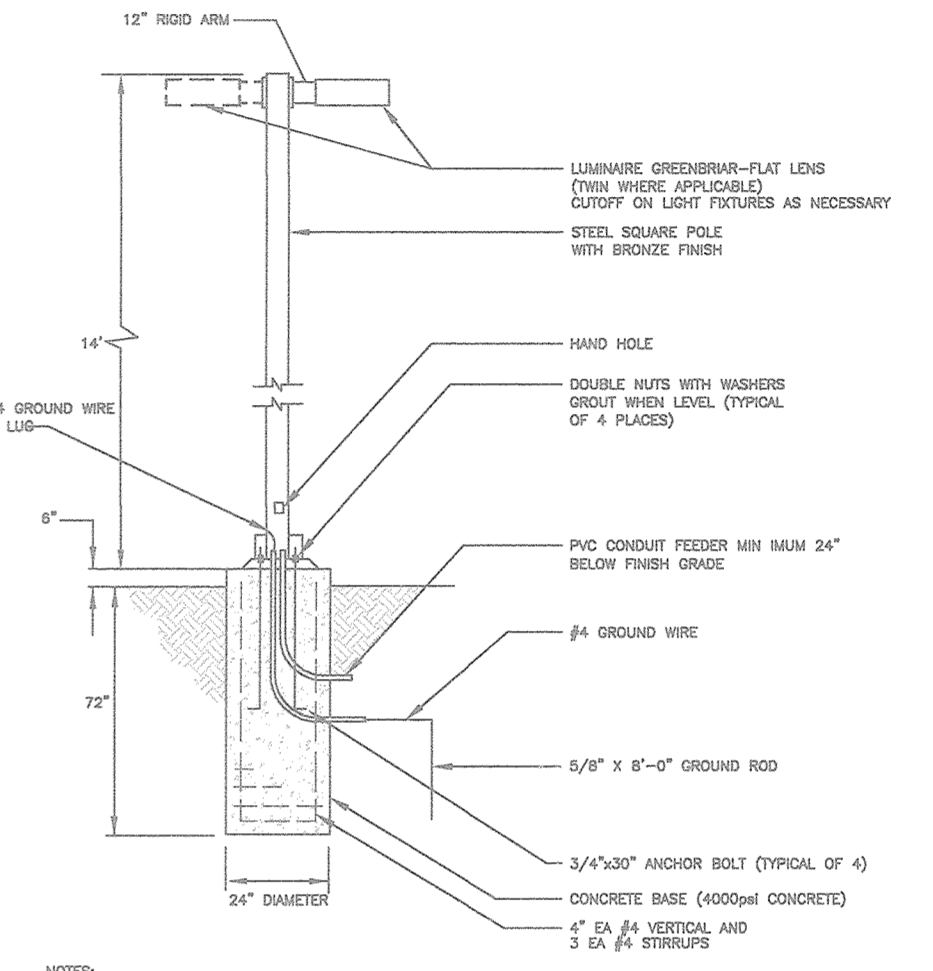 12" RIGID ARM
LUMINAIRE GREENBRIAR-FLAT LENS
(TWIN WHERE APPLICABLE)
CUTOFF ON LIGHT FIXTURES AS NECESSARY
STEEL SQUARE POLE
WITH BRONZE FINISH
14'
HAND HOLE
DOUBLE NUTS WITH WASHERS
GROUT WHEN LEVEL (TYPICAL
OF 4 PLACES)
4 GROUND WIRE
LUG
6"
PVC CONDUIT FEEDER MIN IMUM 24"
BELOW FINISH GRADE
#4 GROUND WIRE
72"
5/8" X 8'-0" GROUND ROD
3/4"x30" ANCHOR BOLT (TYPICAL OF 4)
24" DIAMETER
CONCRETE BASE (4000psi CONCRETE)
4" EA #4 VERTICAL AND
3 EA #4 STIRRUPS
NOTES: